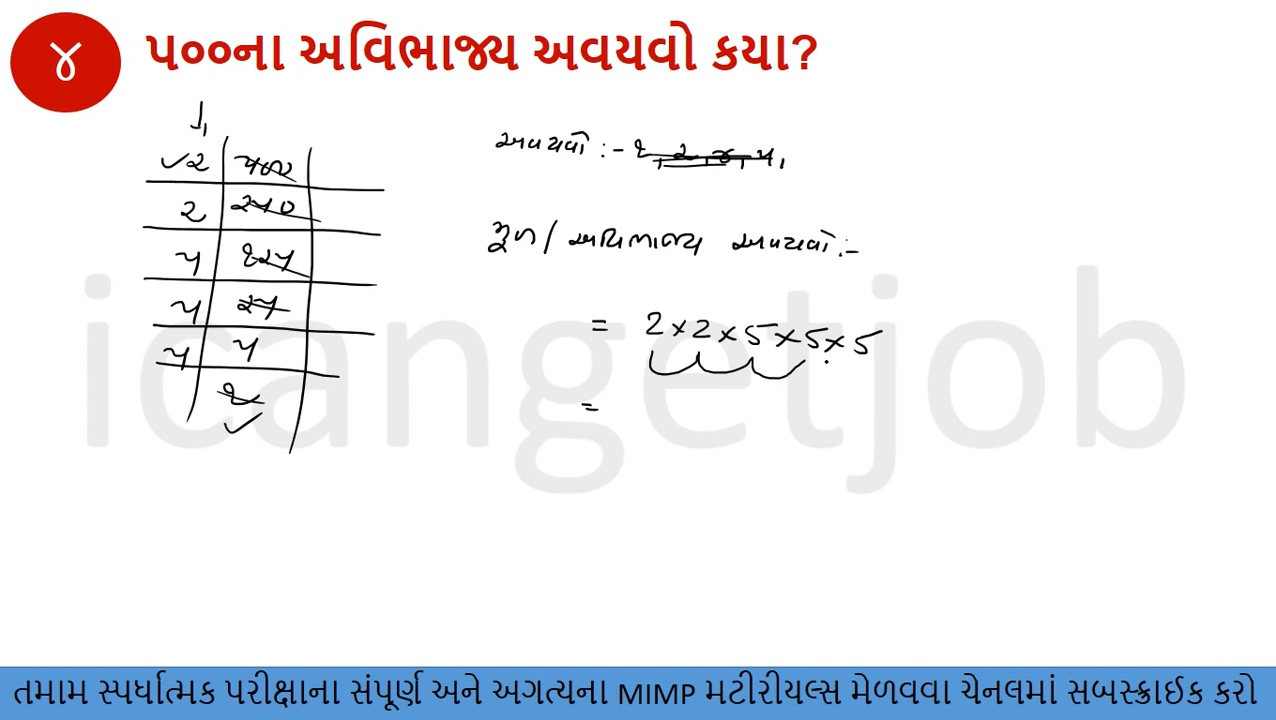 ૪
૫૦૦ના અવિભાજ્ય અવયવો કયા?
૨ ૫૦૦
૨ ૨૫૦
૫ ૧૨૫
૫ ૨૫
૫ ૫
૧
અવયવો :- ૧, ૨, ૪, ૫,
મૂળ / અવિભાજ્ય અવયવો :-
= 2 × 2 × 5 × 5 × 5
=
icangetjob
તમામ સ્પર્ધાત્મક પરીક્ષાના સંપૂર્ણ અને અગત્યના MIMP મટીરીયલ્સ મેળવવા ચેનલમાં સબસ્ક્રાઈક કરો